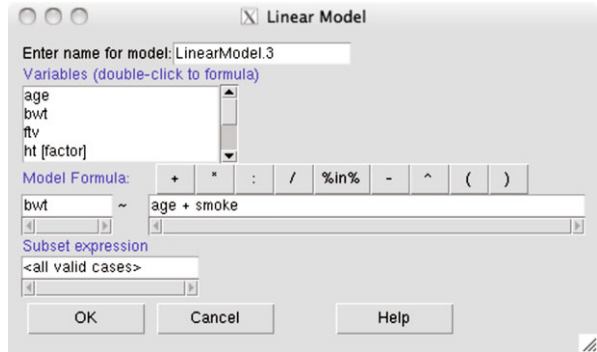 X Linear Model
Enter name for model: LinearModel.3
Variables (double-click to formula)
age
bwt
ftv
ht [factor]
Model Formula: + * : / %in% - ^ ( )
bwt ~ age + smoke
Subset expression
<all valid cases>
OK Cancel Help